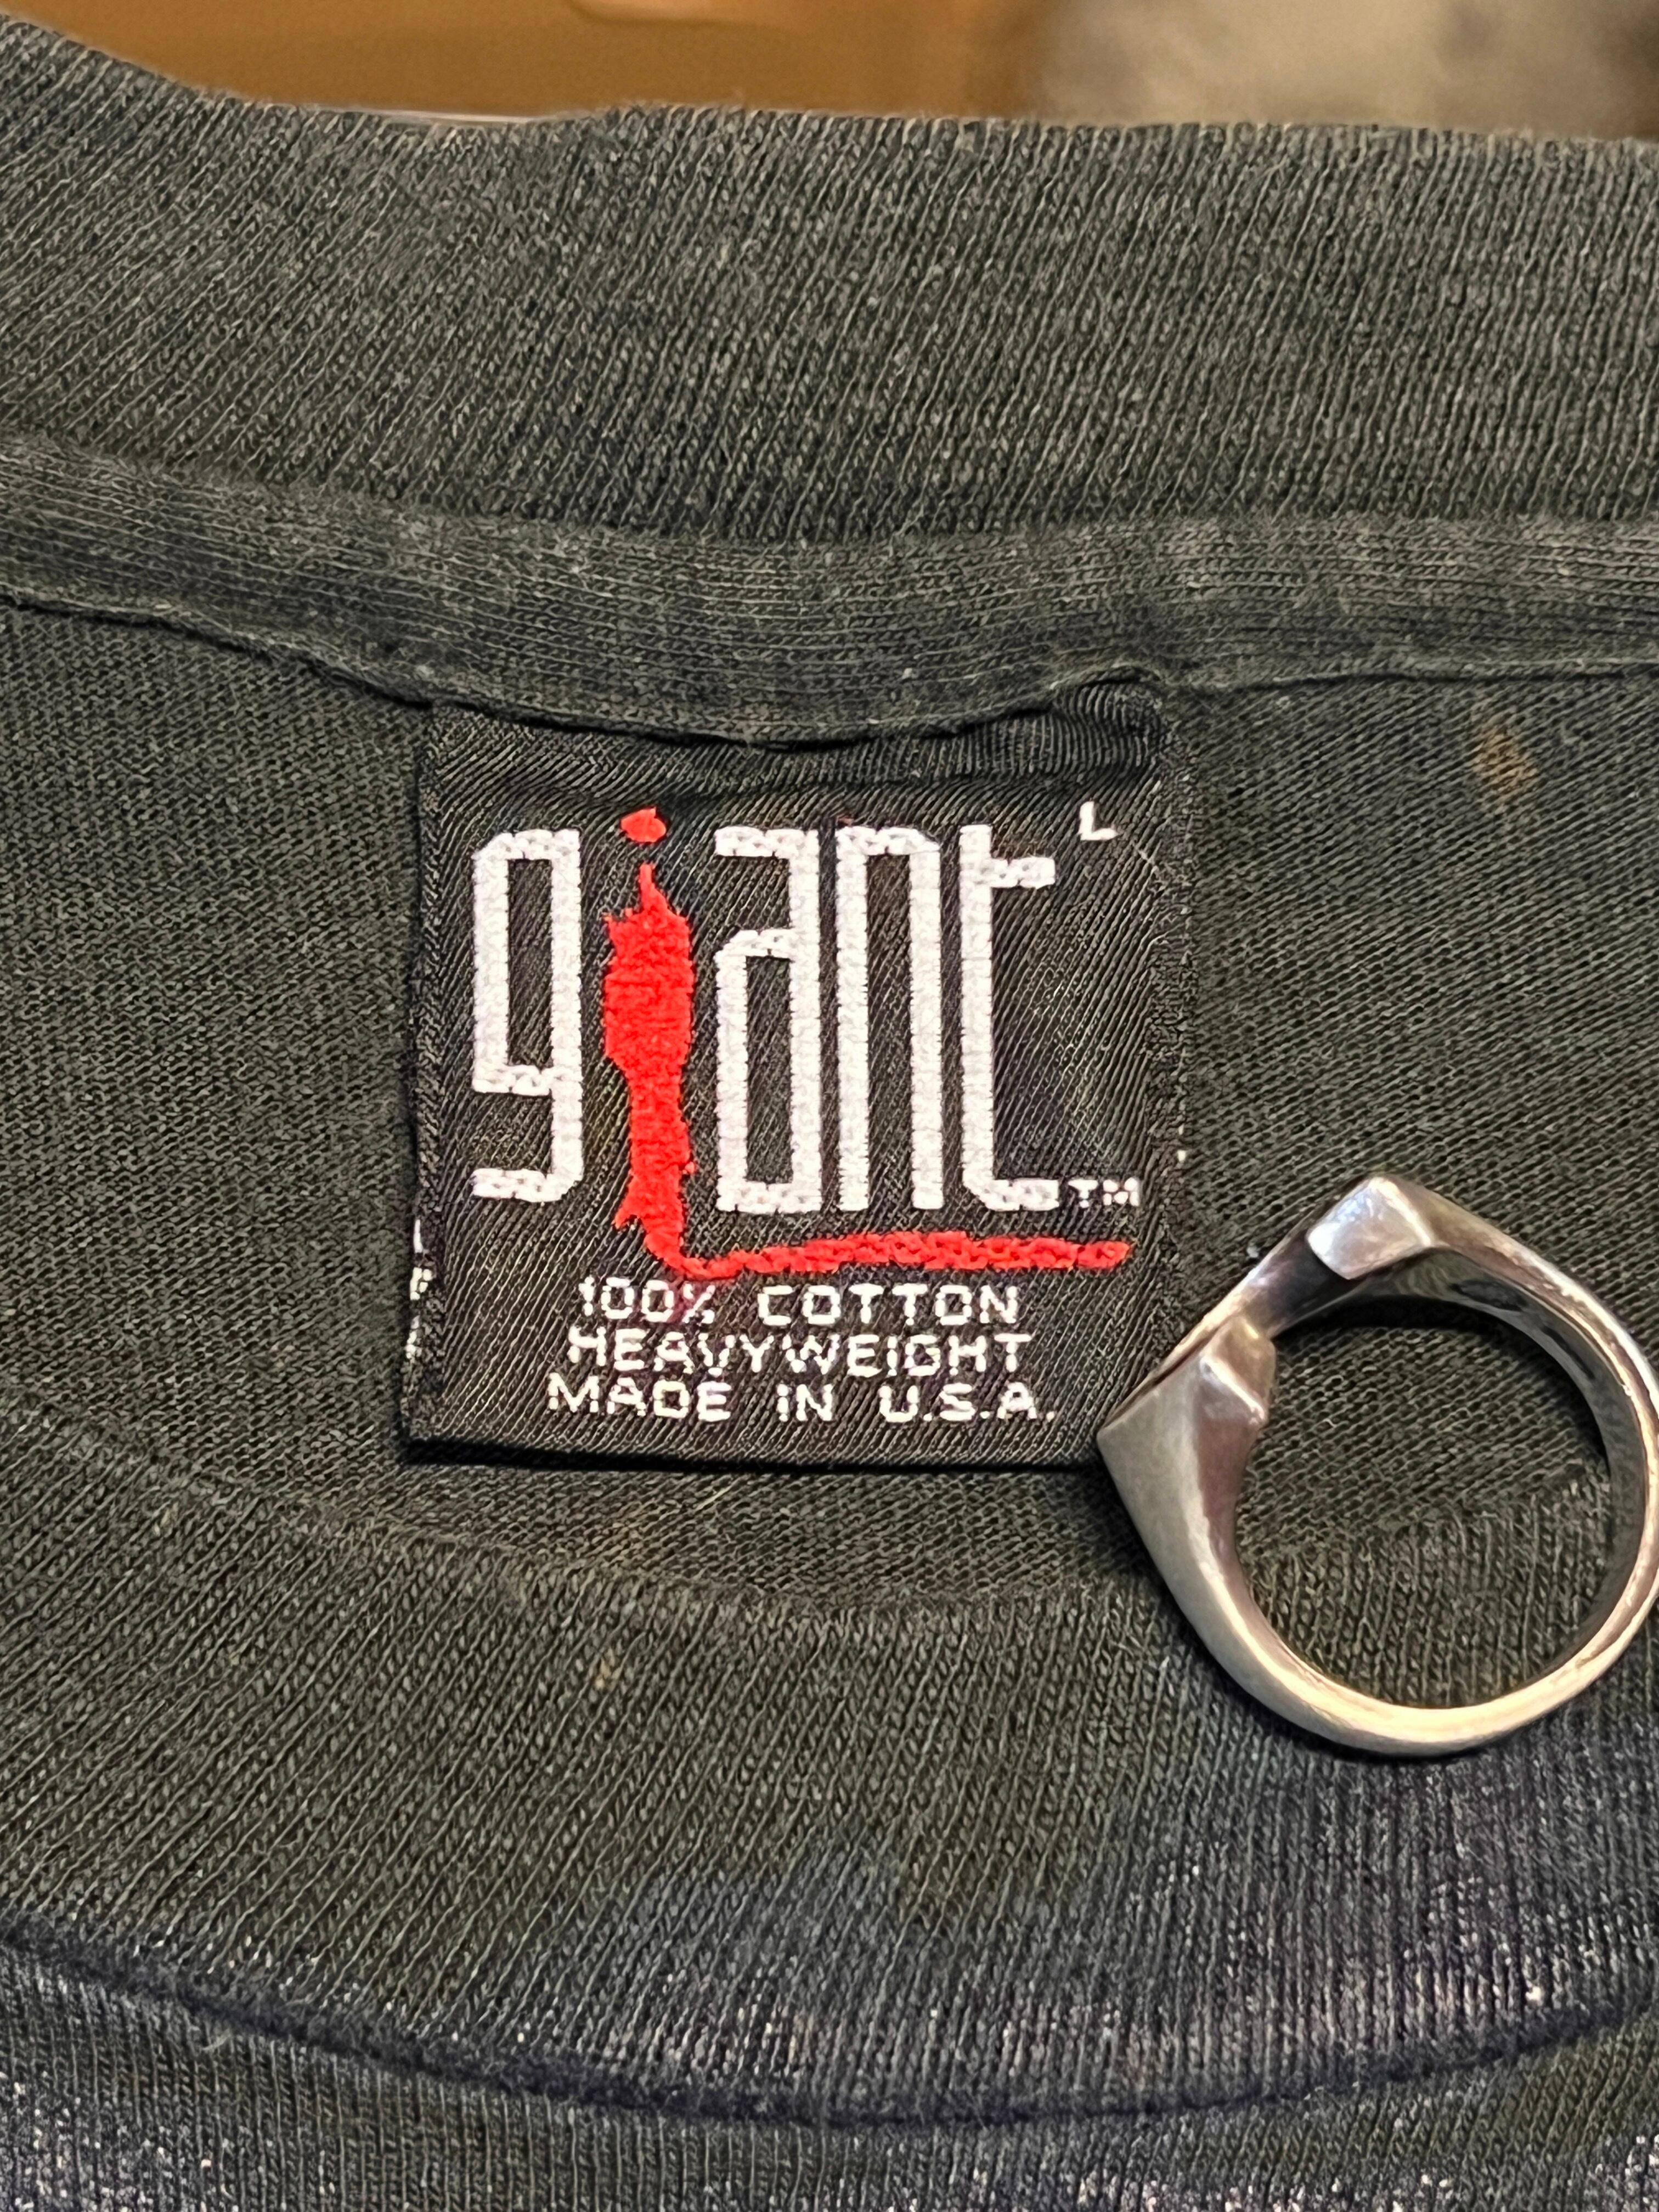 giant L
TM
100% COTTON
HEAVYWEIGHT
MADE IN U.S.A.